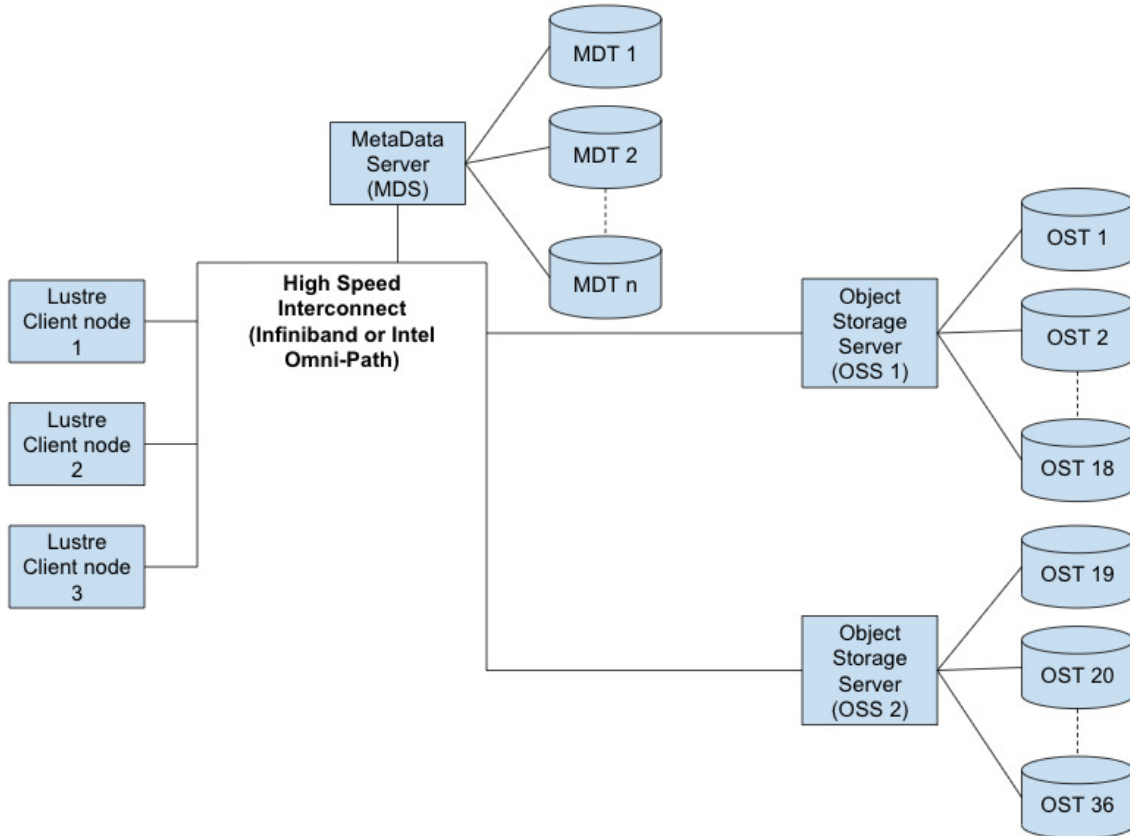 MDT 1
MetaData
Server
(MDS)
MDT 2
MDT n
High Speed
Interconnect
(Infiniband or Intel
Omni-Path)
Lustre
Client node
1
Lustre
Client node
2
Lustre
Client node
3
Object
Storage
Server
(OSS 1)
OST 1
OST 2
OST 18
Object
Storage
Server
(OSS 2)
OST 19
OST 20
OST 36